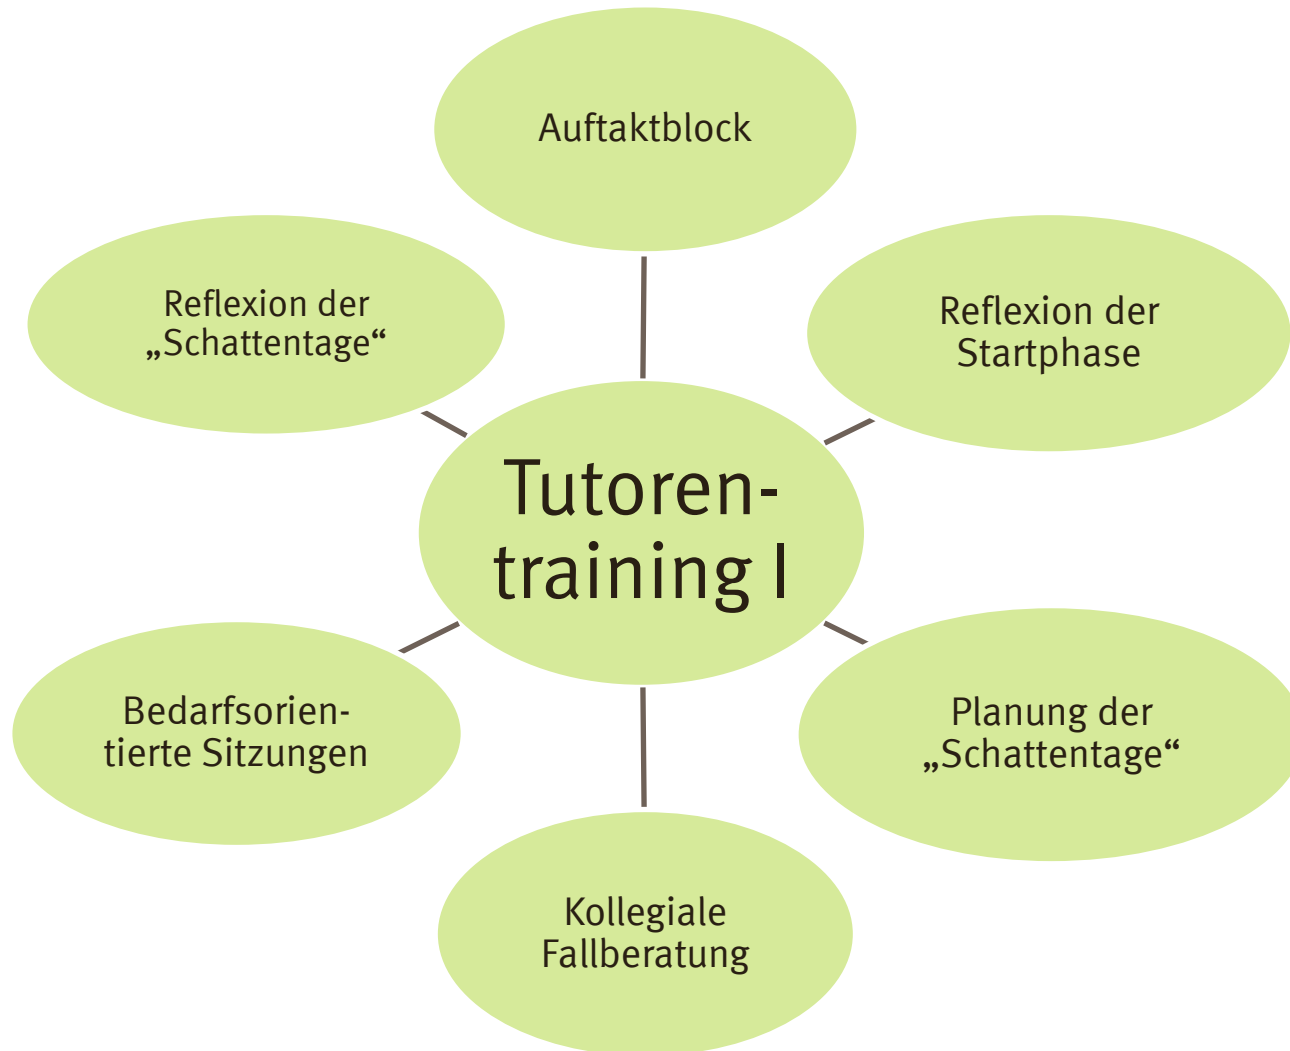 Auftaktblock
Reflexion der
„Schattentage“
Reflexion der
Startphase
Tutoren-
training I
Bedarfsorien-
tierte Sitzungen
Planung der
„Schattentage“
Kollegiale
Fallberatung